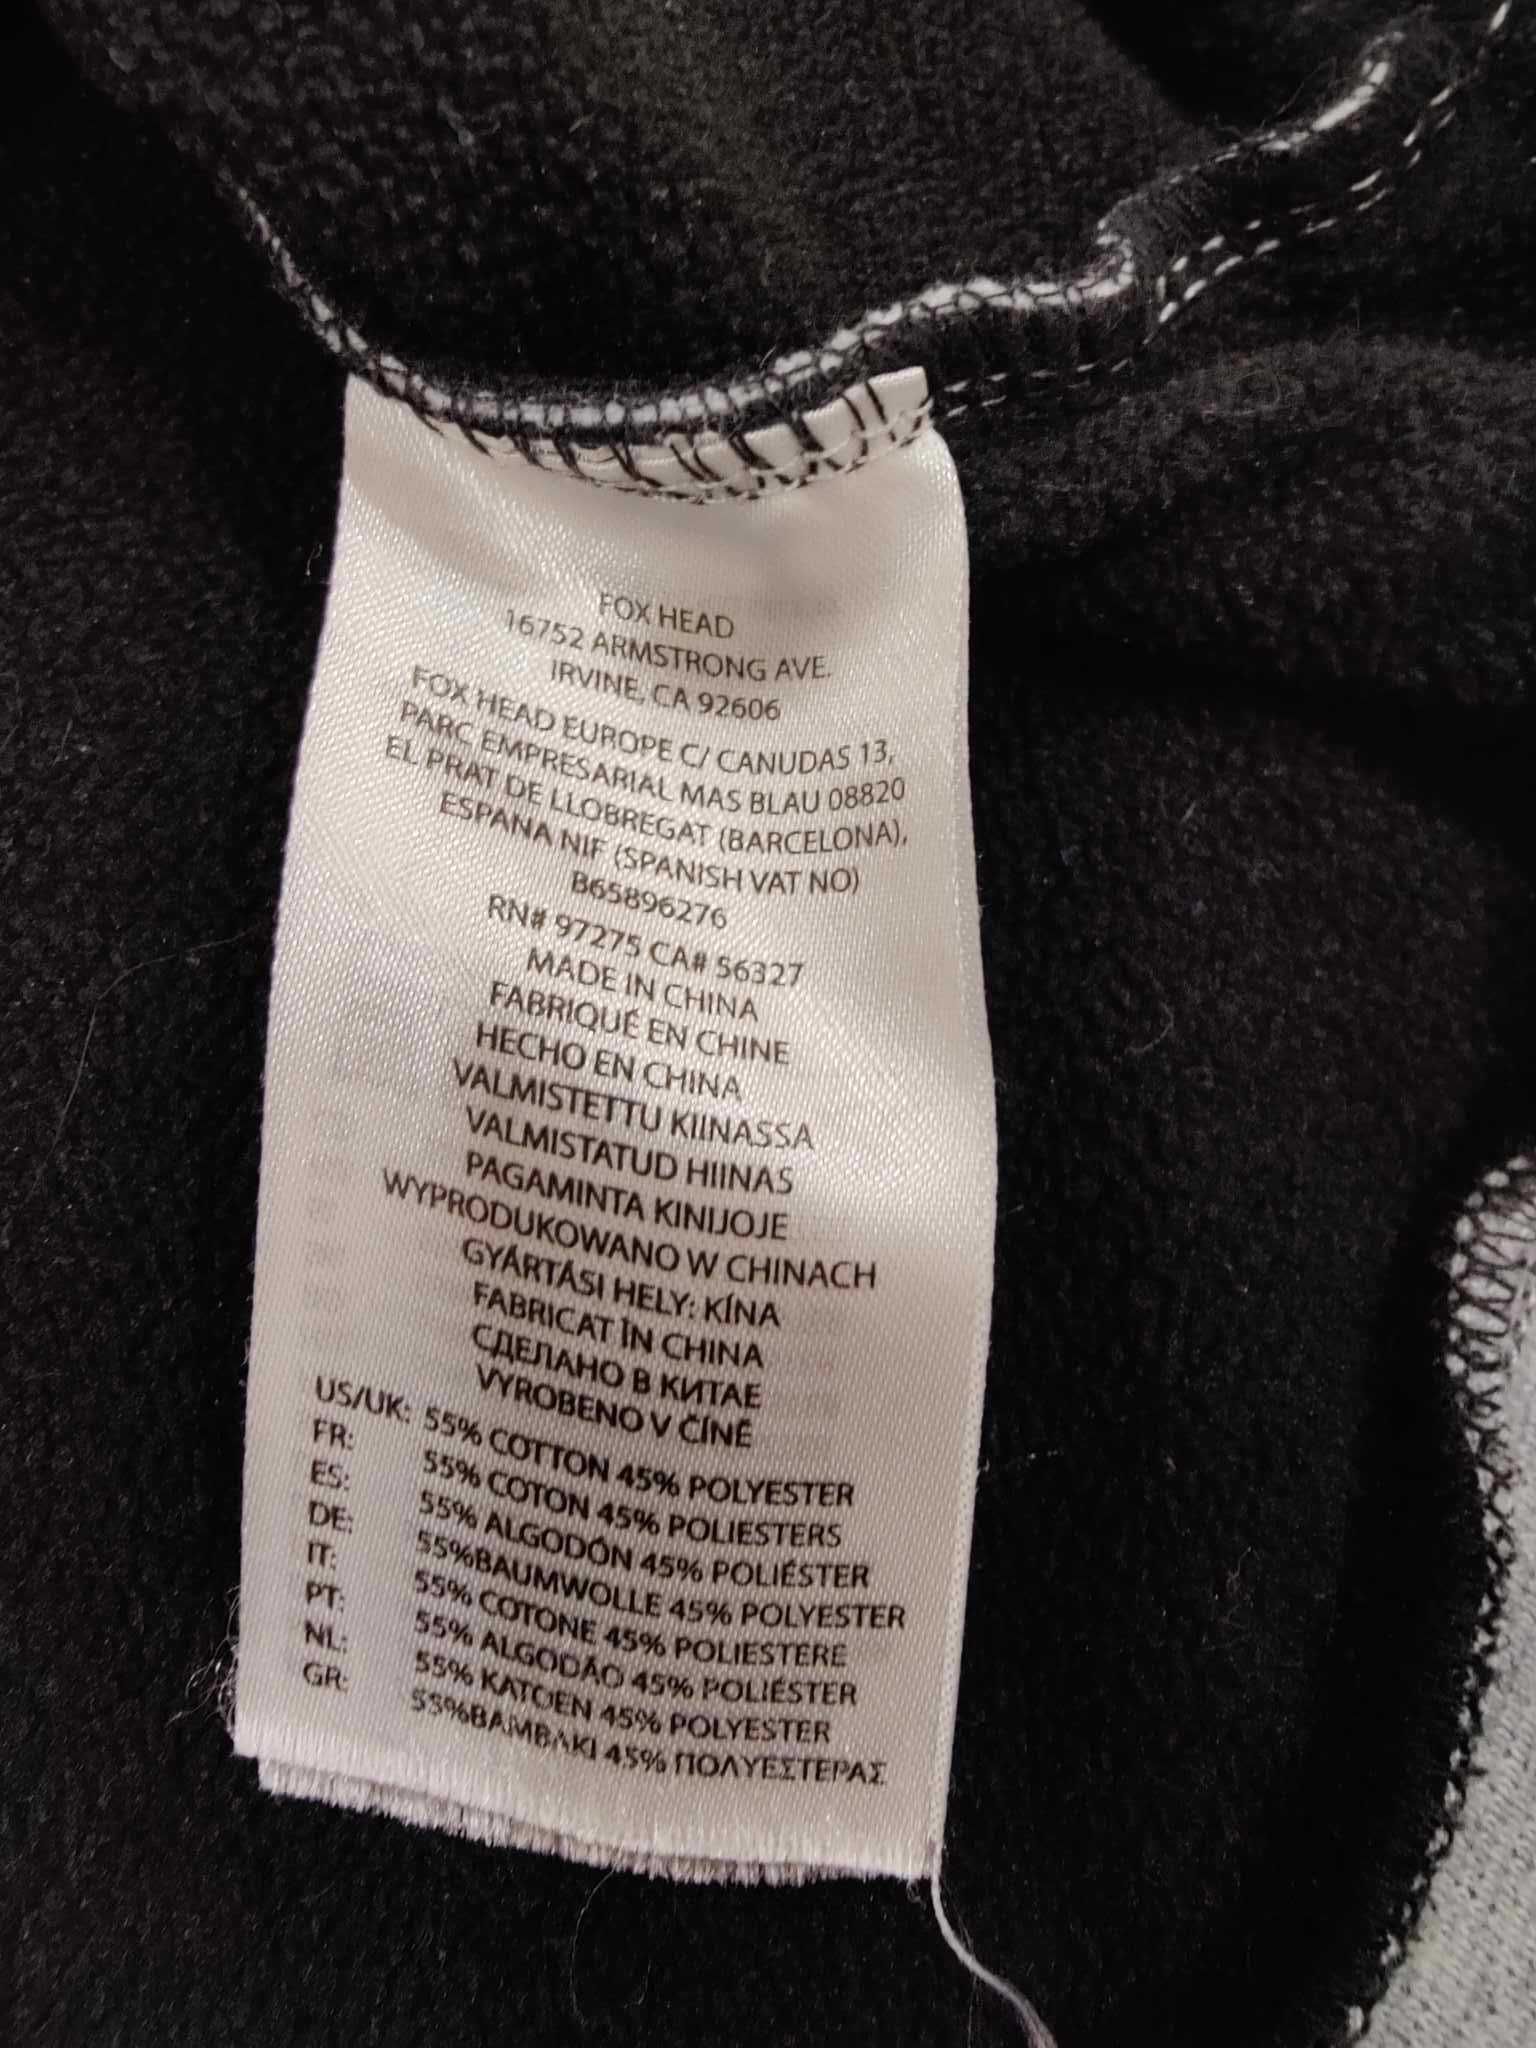 FOX HEAD
16752 ARMSTRONG AVE.
IRVINE, CA 92606
FOX HEAD EUROPE C/ CANUDAS 13,
PARC EMPRESARIAL MAS BLAU 08820
EL PRAT DE LLOBREGAT (BARCELONA),
ESPANA NIF (SPANISH VAT NO)
B65896276
RN# 97275 CA# 56327
MADE IN CHINA
FABRIQUÉ EN CHINE
HECHO EN CHINA
VALMISTETTU KIINASSA
VALMISTATUD HIINAS
PAGAMINTA KINIJOJE
WYPRODUKOWANO W CHINACH
GYÁRTÁSI HELY: KÍNA
FABRICAT ÎN CHINA
СДЕЛАНО В КИТАЕ
VYROBENO V ČÍNĚ
US/UK: 55% COTTON 45% POLYESTER
FR: 55% COTON 45% POLIESTERS
ES: 55% ALGODÓN 45% POLIÉSTER
DE: 55%BAUMWOLLE 45% POLYESTER
IT: 55% COTONE 45% POLIESTERE
PT: 55% ALGODÃO 45% POLIÉSTER
NL: 55% KATOEN 45% POLYESTER
GR: 55%BAMBAKI 45% ΠΟΛΥΕΣΤΕΡΑΣ